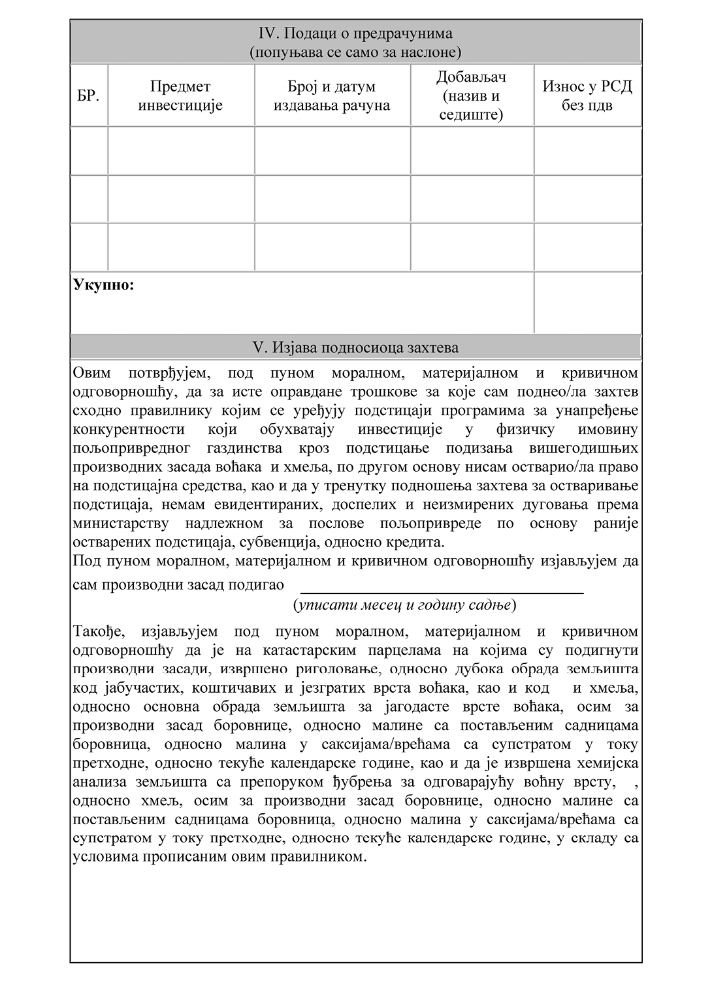 IV. Подаци о предрачунима
(попуњава се само за наслоне)
БР.
Предмет
инвестиције
Број и датум
издавања рачуна
Добављач
(назив и
седиште)
Износ у РСД
без пдв
Укупно:
V. Изјава подносиоца захтева
Овим потврђујем, под пуном моралном, материјалном и кривичном
одговорношћу, да за исте оправдане трошкове за које сам поднео/ла захтев
сходно правилнику којим се уређују подстицаји програмима за унапређење
конкурентности који обухватају инвестиције у физичку имовину
пољопривредног газдинства кроз подстицање подизања вишегодишњих
производних засада воћака и хмеља, по другом основу нисам остварио/ла право
на подстицајна средства, као и да у тренутку подношења захтева за остваривање
подстицаја, немам евидентираних, доспелих и неизмирених дуговања према
министарству надлежном за послове пољопривреде по основу раније
остварених подстицаја, субвенција, односно кредита.
Под пуном моралном, материјалном и кривичном одговорношћу изјављујем да
сам производни засад подигао
(уписати месец и годину садње)
Такође, изјављујем под пуном моралном, материјалном и кривичном
одговорношћу да је на катастарским парцелама на којима су подигнути
производни засади, извршено риголовање, односно дубока обрада земљишта
код јабучастих, коштичавих и језгратих врста воћака, као и код и хмеља,
односно основна обрада земљишта за јагодасте врсте воћака, осим за
производни засад боровнице, односно малине са постављеним садницама
боровница, односно малина у саксијама/врећама са супстратом у току
претходне, односно текуће календарске године, као и да је извршена хемијска
анализа земљишта са препоруком ђубрења за одговарајућу воћну врсту, ,
односно хмељ, осим за производни засад боровнице, односно малине са
постављеним садницама боровница, односно малина у саксијама/врећама са
супстратом у току претходне, односно текуће календарске године, у складу са
условима прописаним овим правилником.